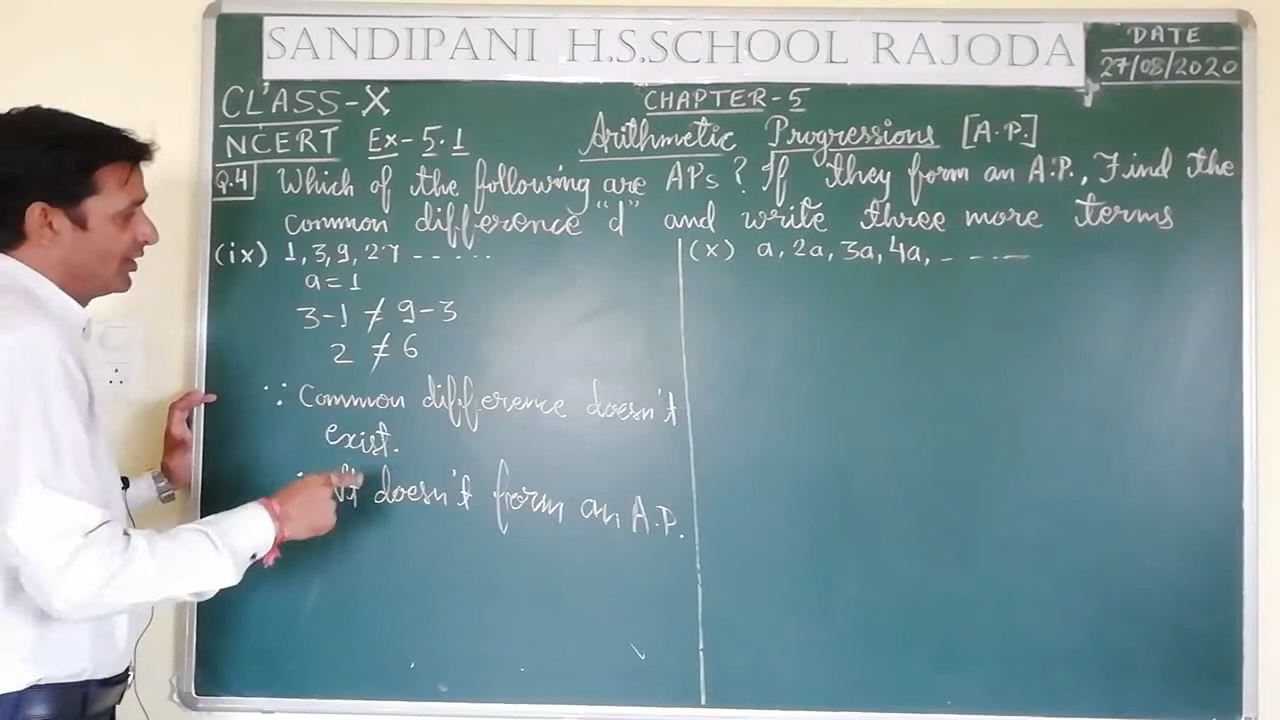 SANDIPANI H.S.SCHOOL RAJODA
DATE
27/08/2020
CLASS-X
CHAPTER-5
NCERT Ex-5.1
Arithmetic Progressions [A.P.]
Q.4 Which of the following are APs? If they form an A.P., Find the
common difference "d" and write three more terms
(ix) 1, 3, 9, 27 ------
a=1
3-1 ≠ 9-3
2 ≠ 6
∵ Common difference doesn't
exist.
It doesn't form an A.P.
(x) a, 2a, 3a, 4a, -----